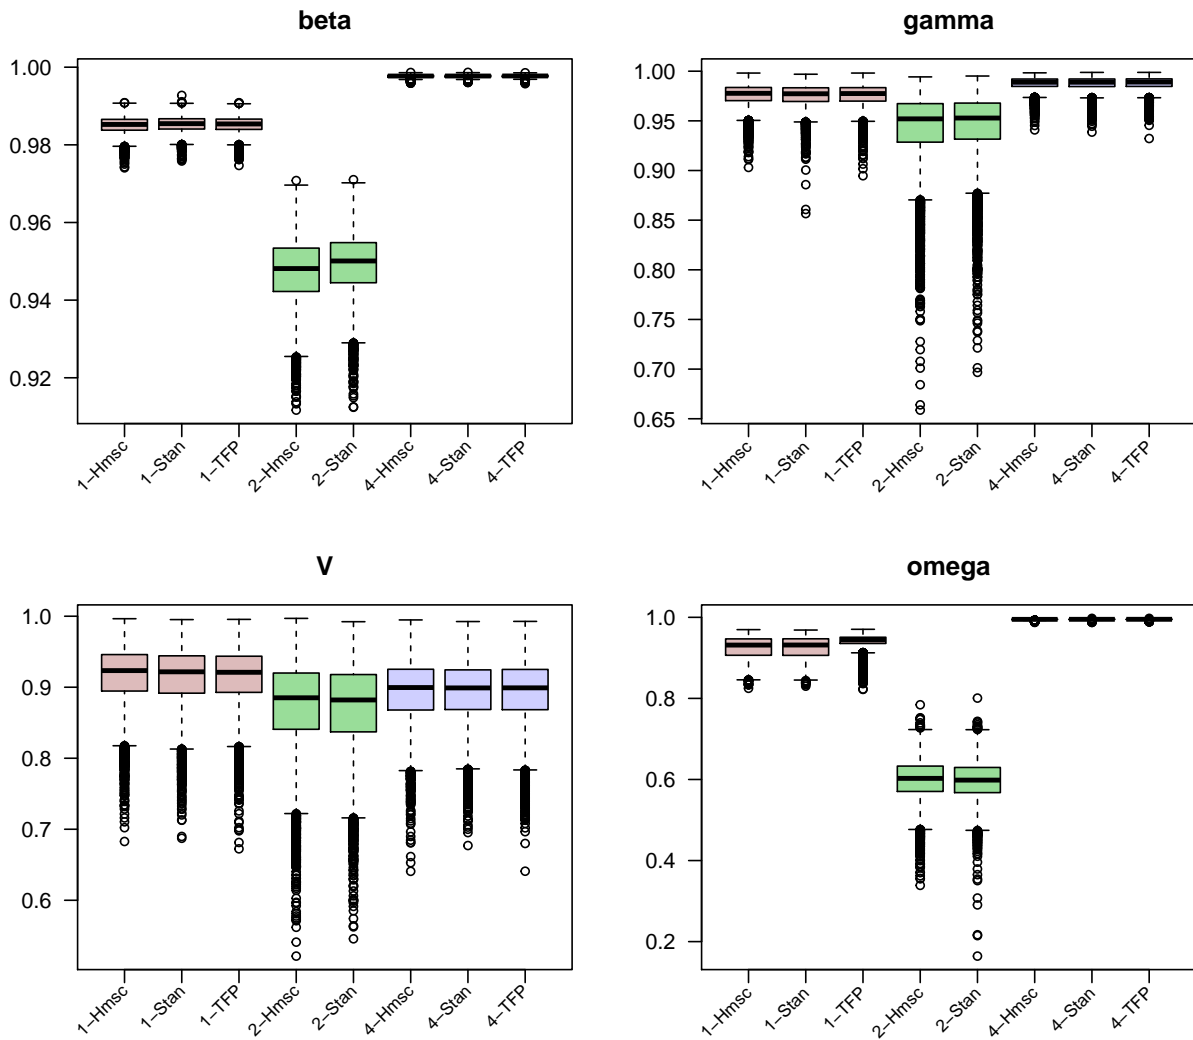 beta
1.00
0.98
0.96
0.94
0.92
1−Hmsc
1−Stan
1−TFP
2−Hmsc
2−Stan
4−Hmsc
4−Stan
4−TFP
gamma
1.00
0.95
0.90
0.85
0.80
0.75
0.70
0.65
1−Hmsc
1−Stan
1−TFP
2−Hmsc
2−Stan
4−Hmsc
4−Stan
4−TFP
V
1.0
0.9
0.8
0.7
0.6
1−Hmsc
1−Stan
1−TFP
2−Hmsc
2−Stan
4−Hmsc
4−Stan
4−TFP
omega
1.0
0.8
0.6
0.4
0.2
1−Hmsc
1−Stan
1−TFP
2−Hmsc
2−Stan
4−Hmsc
4−Stan
4−TFP